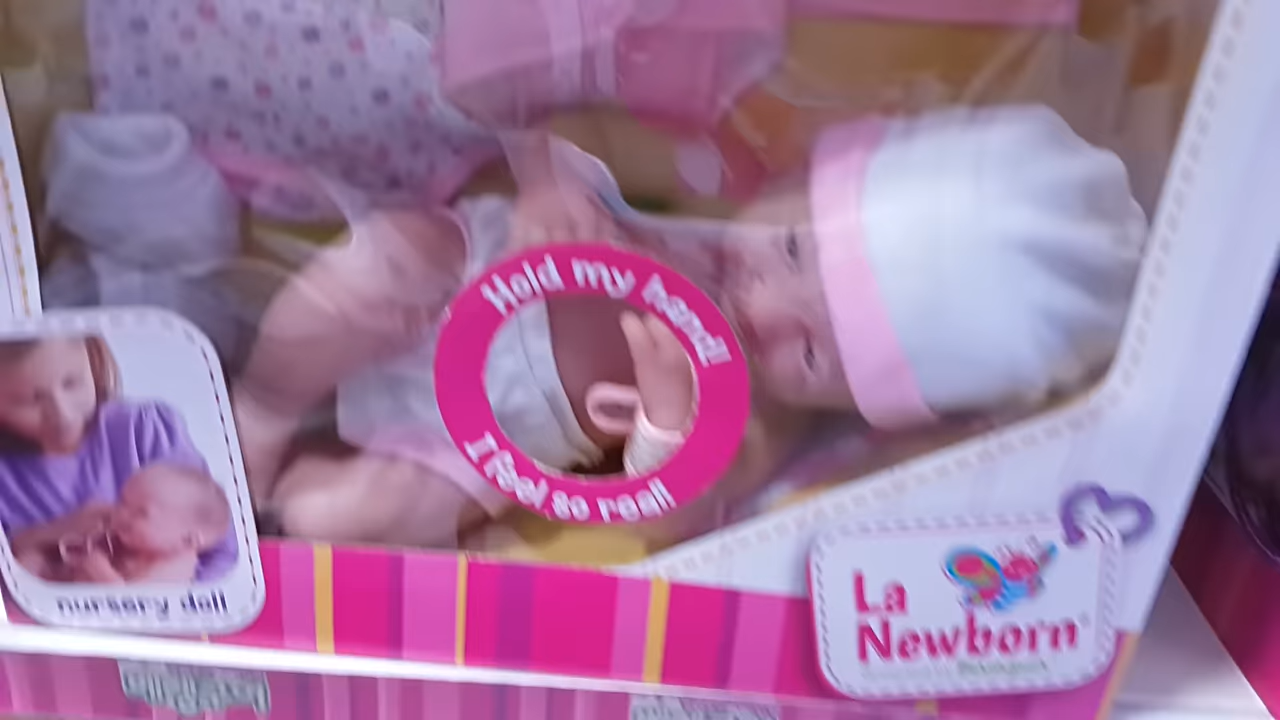 Hold my hand!
I feel so real!
nursery doll
La
Newborn